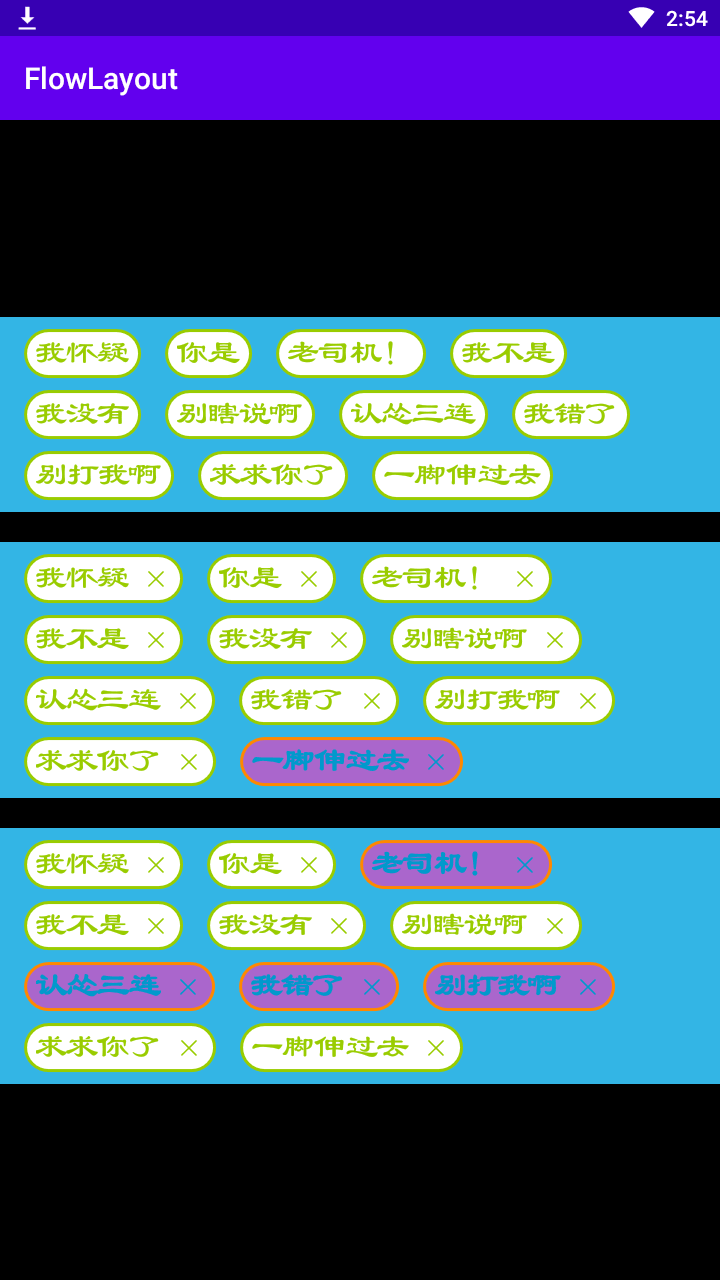 2:54
FlowLayout
我怀疑 你是 老司机！ 我不是
我没有 别瞎说啊 认怂三连 我错了
别打我啊 求求你了 一脚伸过去
我怀疑 你是 老司机！
我不是 我没有 别瞎说啊
认怂三连 我错了 别打我啊
求求你了 一脚伸过去
我怀疑 你是 老司机！
我不是 我没有 别瞎说啊
认怂三连 我错了 别打我啊
求求你了 一脚伸过去